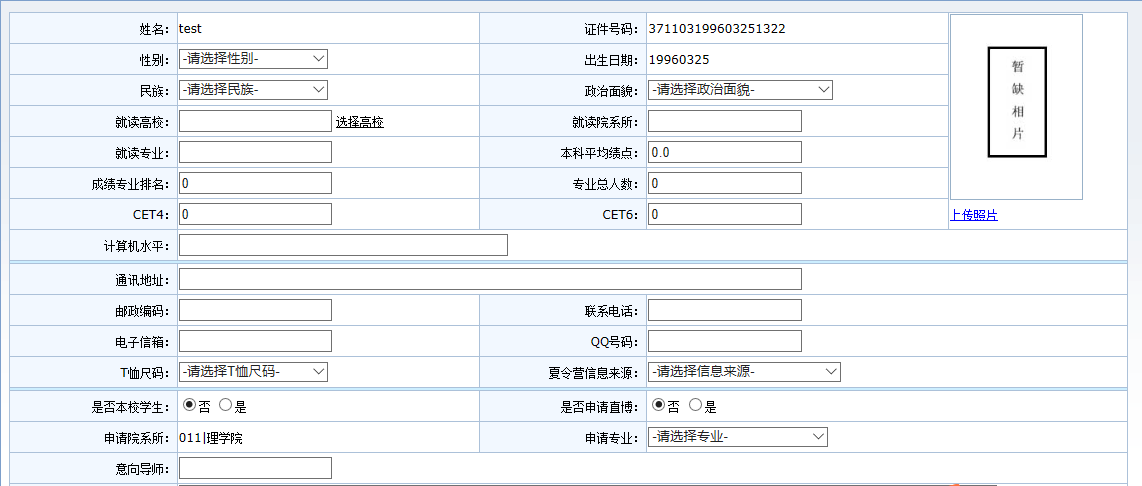 姓名： test 证件号码： 371103199603251322
性别： -请选择性别- 出生日期： 19960325
民族： -请选择民族- 政治面貌： -请选择政治面貌-
暂
缺
相
片
就读高校： 选择高校 就读院系所：
就读专业： 本科平均绩点： 0.0
成绩专业排名： 0 专业总人数： 0
CET4： 0 CET6： 0 上传照片
计算机水平：
通讯地址：
邮政编码： 联系电话：
电子信箱： QQ号码：
T恤尺码： -请选择T恤尺码- 夏令营信息来源： -请选择信息来源-
是否本校学生： 否 是 是否申请直博： 否 是
申请院系所： 011|理学院 申请专业： -请选择专业-
意向导师：